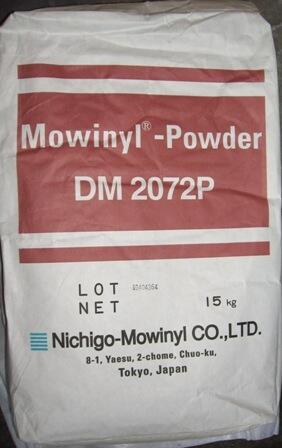 Mowinyl®-Powder
DM 2072P
LOT
NET 15 kg
Nichigo-Mowinyl CO.,LTD.
8-1, Yaesu, 2-chome, Chuo-ku,
Tokyo, Japan